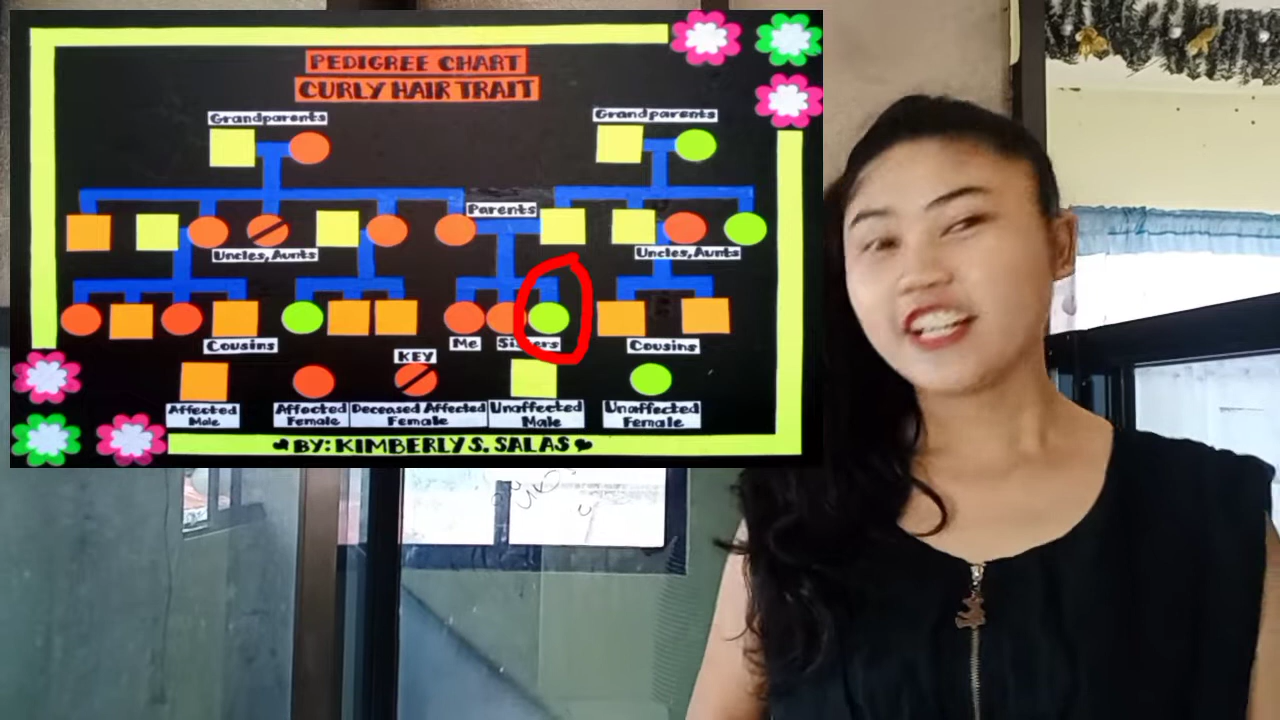 PEDIGREE CHART
CURLY HAIR TRAIT
Grandparents
Grandparents
Parents
Uncles, Aunts
Uncles, Aunts
Cousins
Me
Sisters
Cousins
KEY
Affected Male
Affected Female
Deceased Affected Female
Unaffected Male
Unaffected Female
BY: KIMBERLY S. SALAS